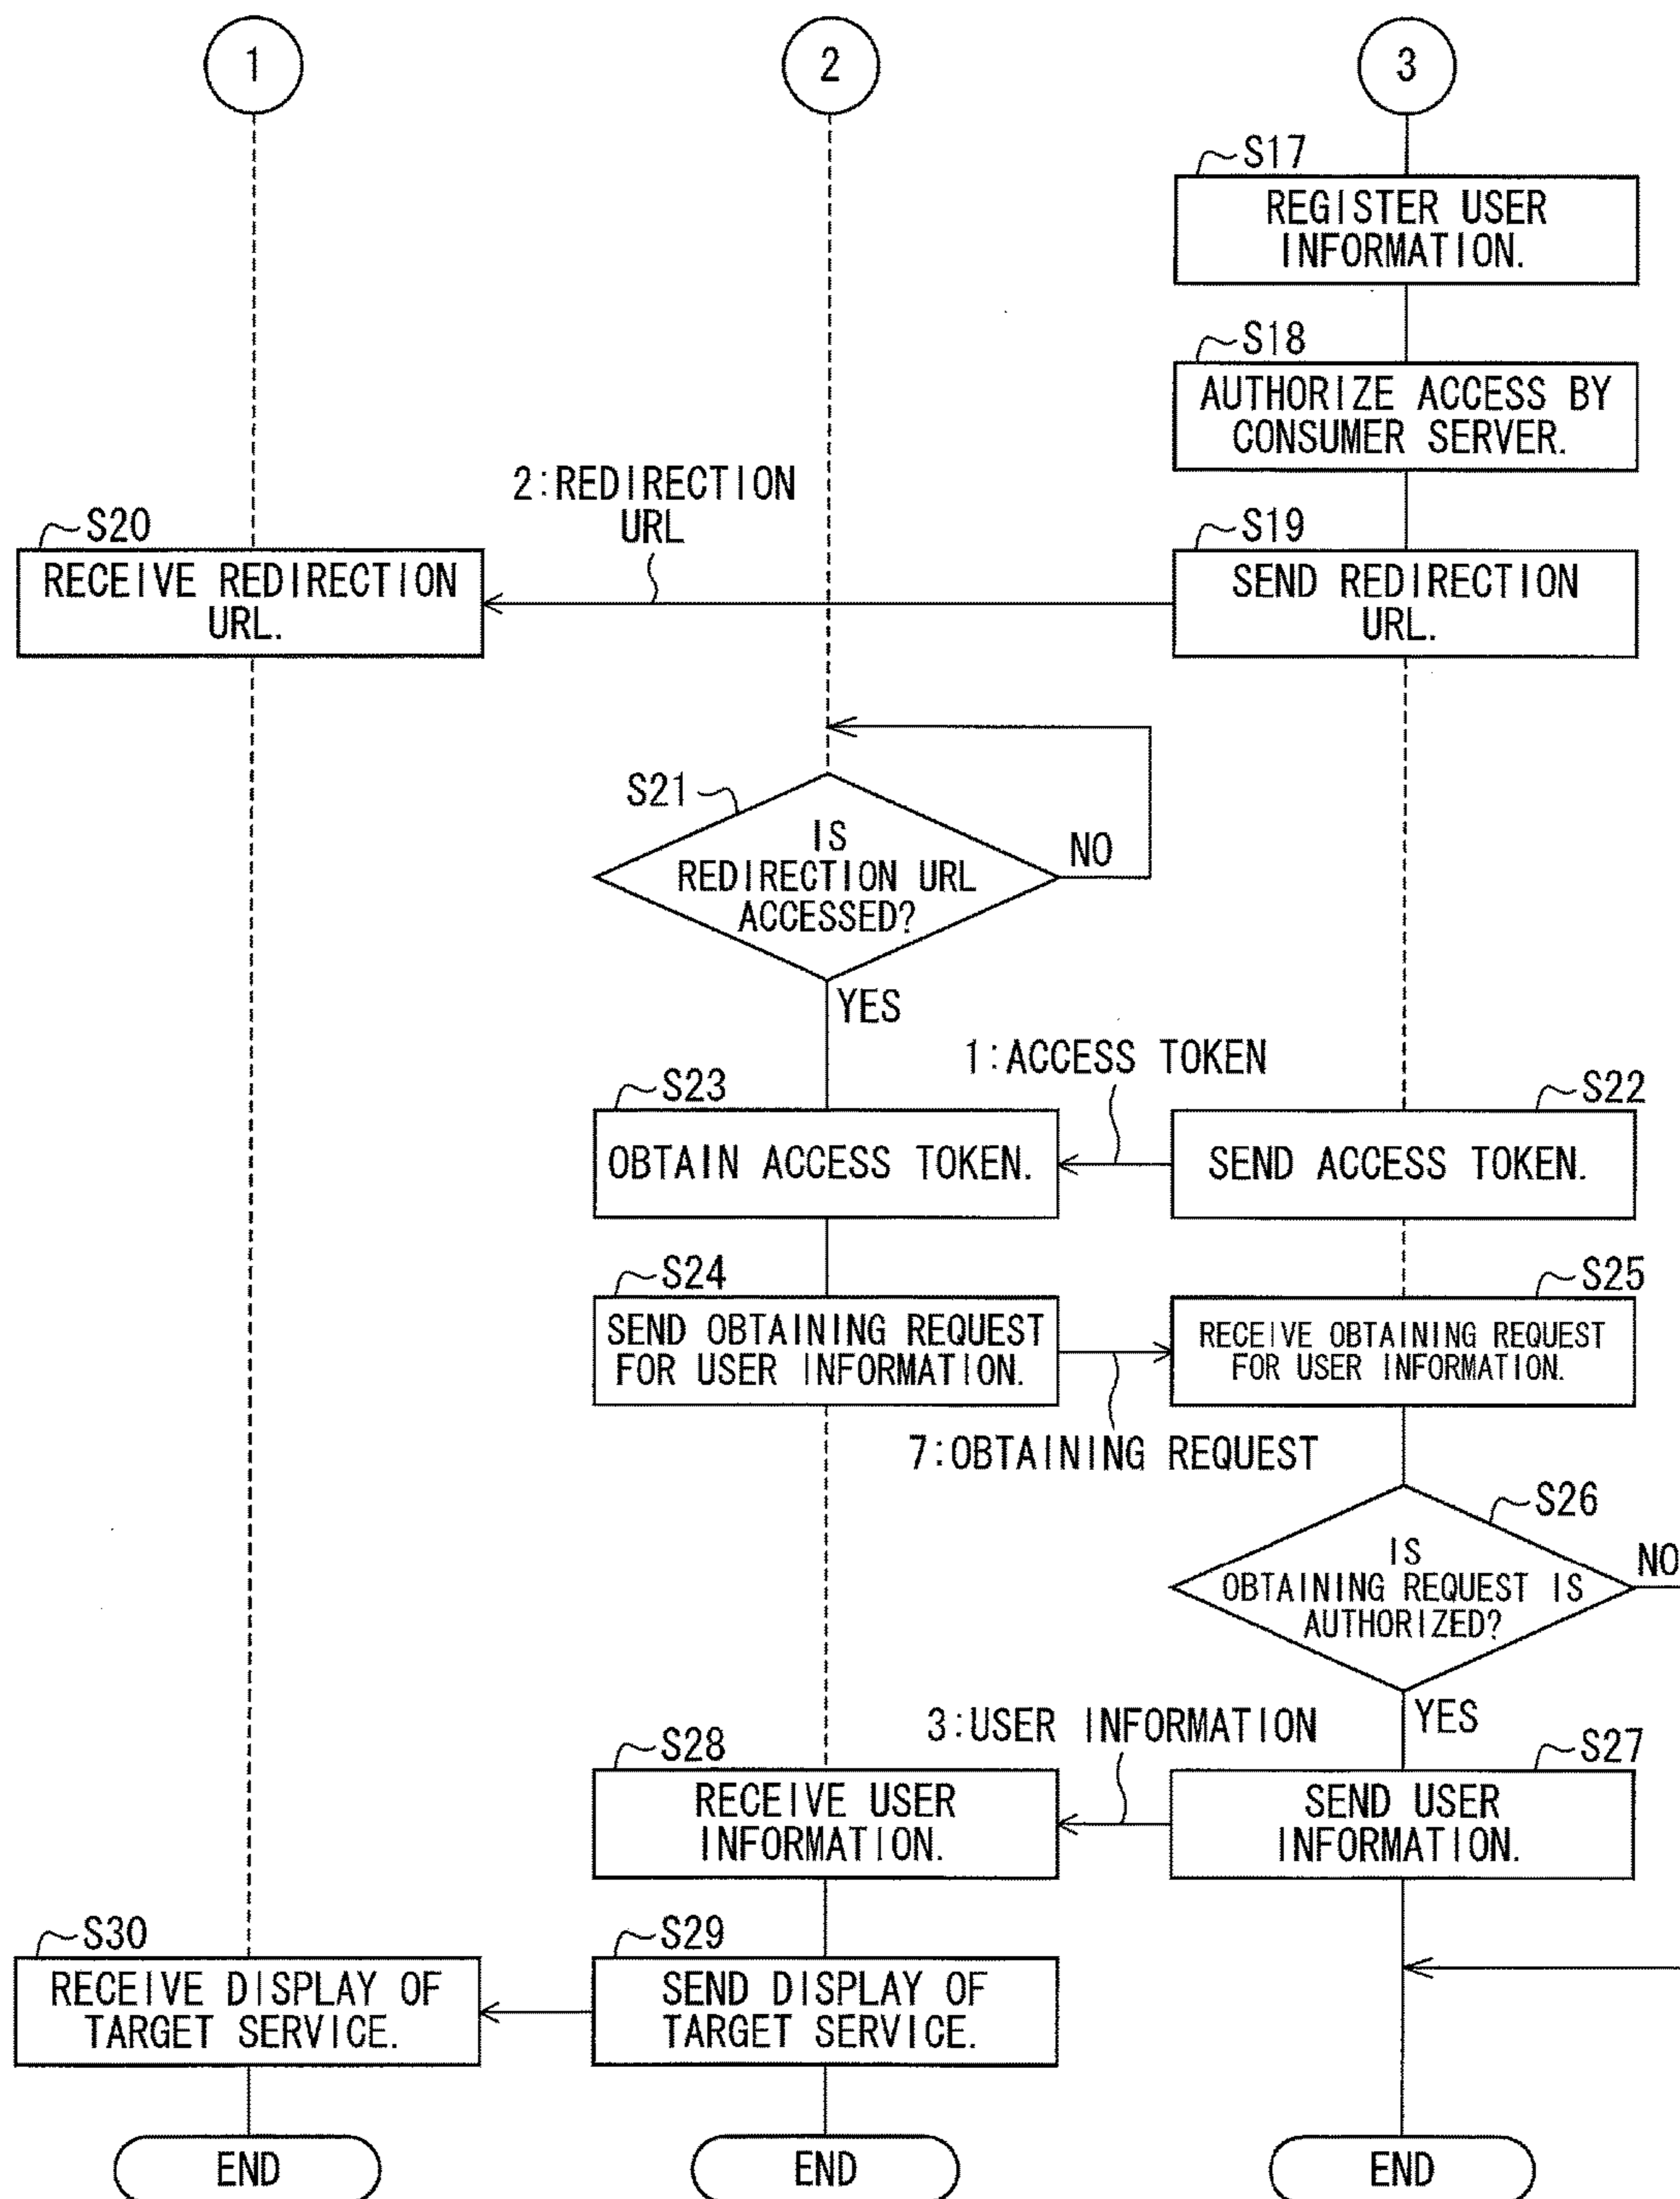 1
2
3
S17
REGISTER USER
INFORMATION.
S18
AUTHORIZE ACCESS BY
CONSUMER SERVER.
2:REDIRECTION
URL
S20
RECEIVE REDIRECTION
URL.
S19
SEND REDIRECTION
URL.
S21
IS
REDIRECTION URL
ACCESSED?
NO
YES
1:ACCESS TOKEN
S23
OBTAIN ACCESS TOKEN.
S22
SEND ACCESS TOKEN.
S24
SEND OBTAINING REQUEST
FOR USER INFORMATION.
S25
RECEIVE OBTAINING REQUEST
FOR USER INFORMATION.
7:OBTAINING REQUEST
S26
IS
OBTAINING REQUEST IS
AUTHORIZED?
NO
YES
3:USER INFORMATION
S28
RECEIVE USER
INFORMATION.
S27
SEND USER
INFORMATION.
S30
RECEIVE DISPLAY OF
TARGET SERVICE.
S29
SEND DISPLAY OF
TARGET SERVICE.
END
END
END